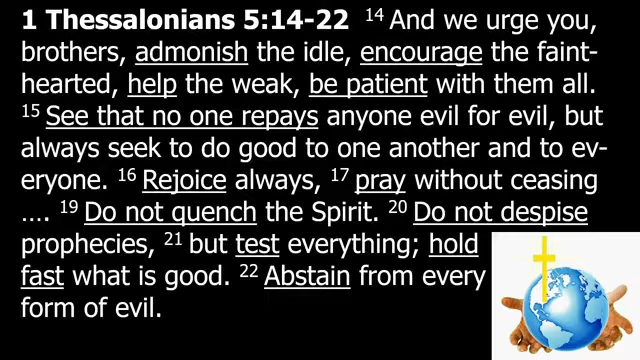 1 Thessalonians 5:14-22 14 And we urge you,
brothers, admonish the idle, encourage the faint-
hearted, help the weak, be patient with them all.
15 See that no one repays anyone evil for evil, but
always seek to do good to one another and to ev-
eryone. 16 Rejoice always, 17 pray without ceasing
…. 19 Do not quench the Spirit. 20 Do not despise
prophecies, 21 but test everything; hold
fast what is good. 22 Abstain from every
form of evil.